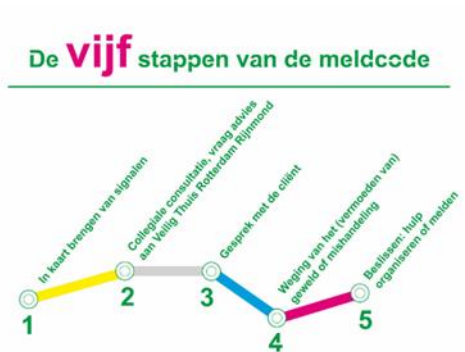 De vijf stappen van de meldcode
In kaart brengen van signalen
Collegiale consultatie, vraag advies
aan Veilig Thuis Rotterdam Rijnmond
Gesprek met de cliënt
Weging van het (vermoeden van)
geweld of mishandeling
Beslissen: hulp
organiseren of melden
1
2
3
4
5